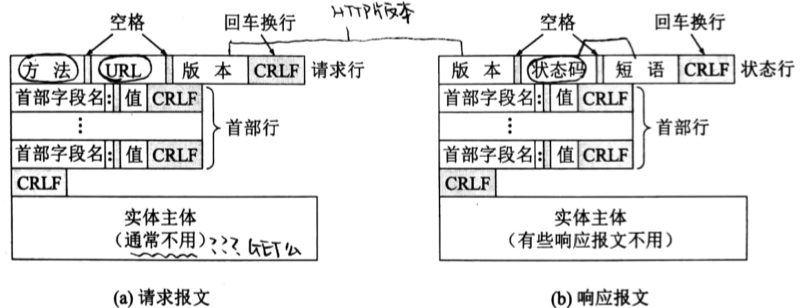 HTTP版本
空格 回车换行
方法 URL 版本 CRLF 请求行
首部字段名: 值 CRLF
⋮
首部字段名: 值 CRLF
首部行
CRLF
实体主体
(通常不用)??? GET么
(a) 请求报文
空格 回车换行
版本 状态码 短语 CRLF 状态行
首部字段名: 值 CRLF
⋮
首部字段名: 值 CRLF
首部行
CRLF
实体主体
(有些响应报文不用)
(b) 响应报文